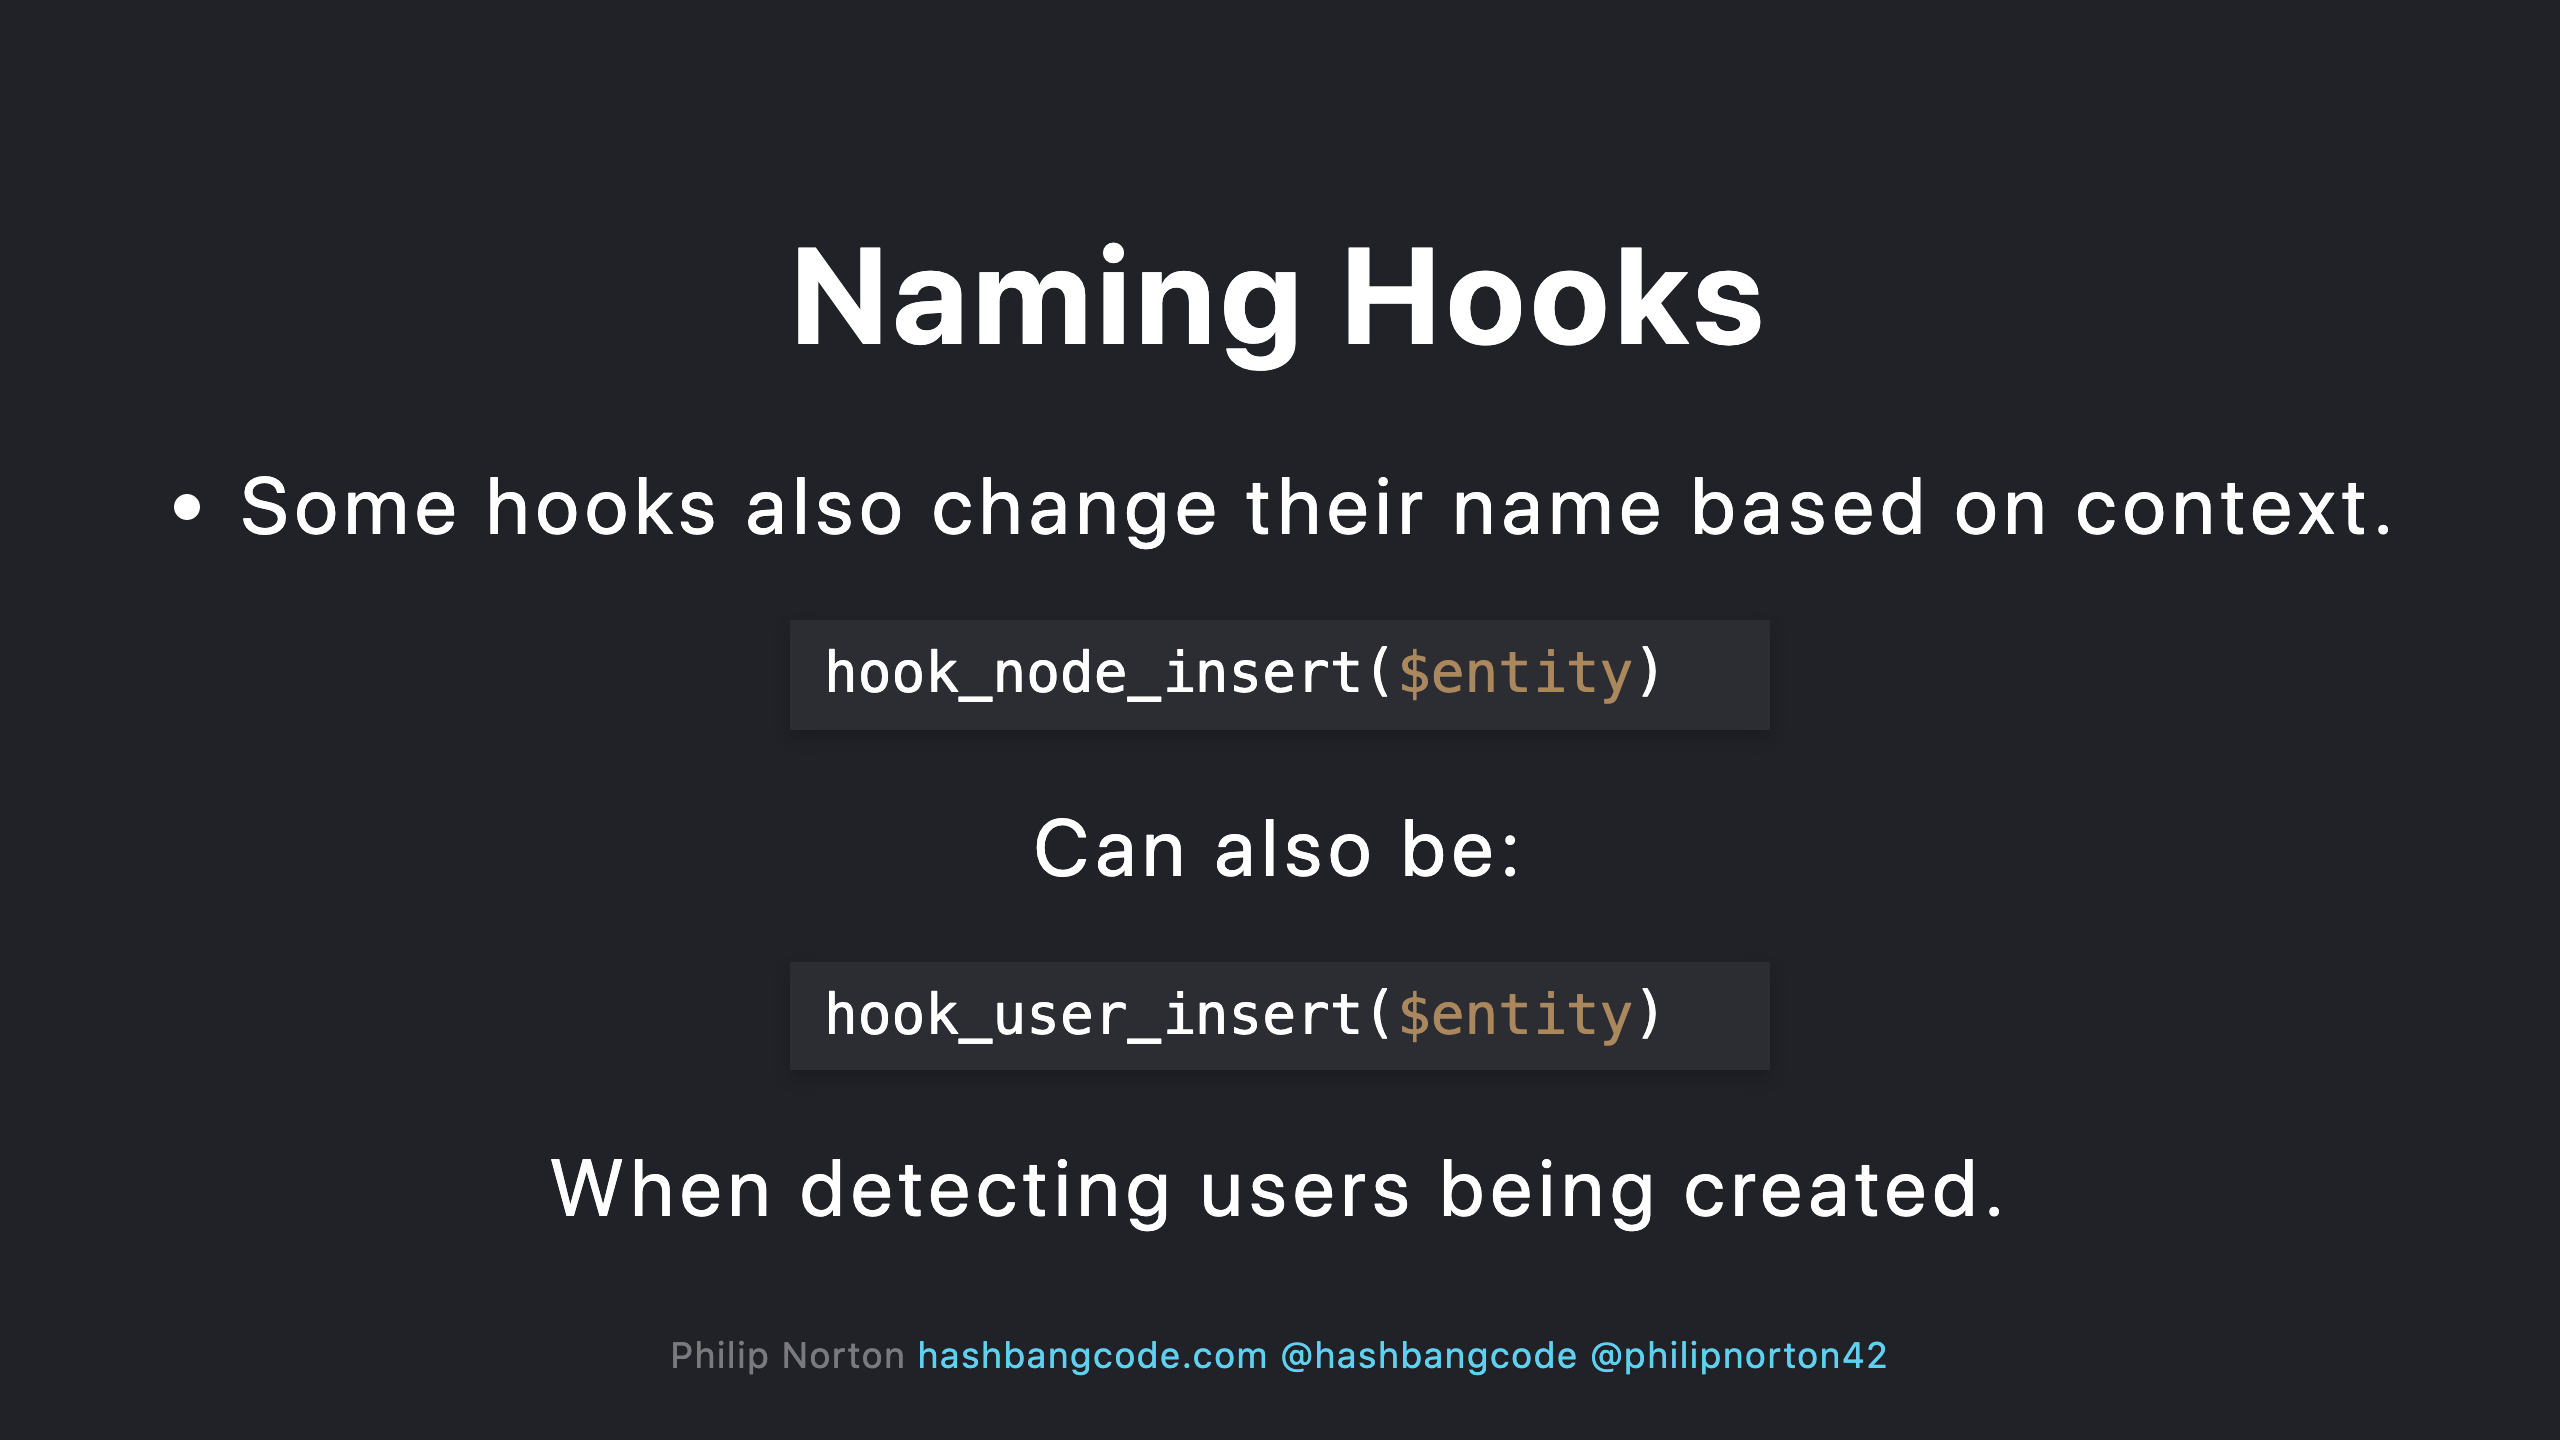 Naming Hooks
• Some hooks also change their name based on context.
hook_node_insert($entity)
Can also be:
hook_user_insert($entity)
When detecting users being created.
Philip Norton hashbangcode.com @hashbangcode @philipnorton42